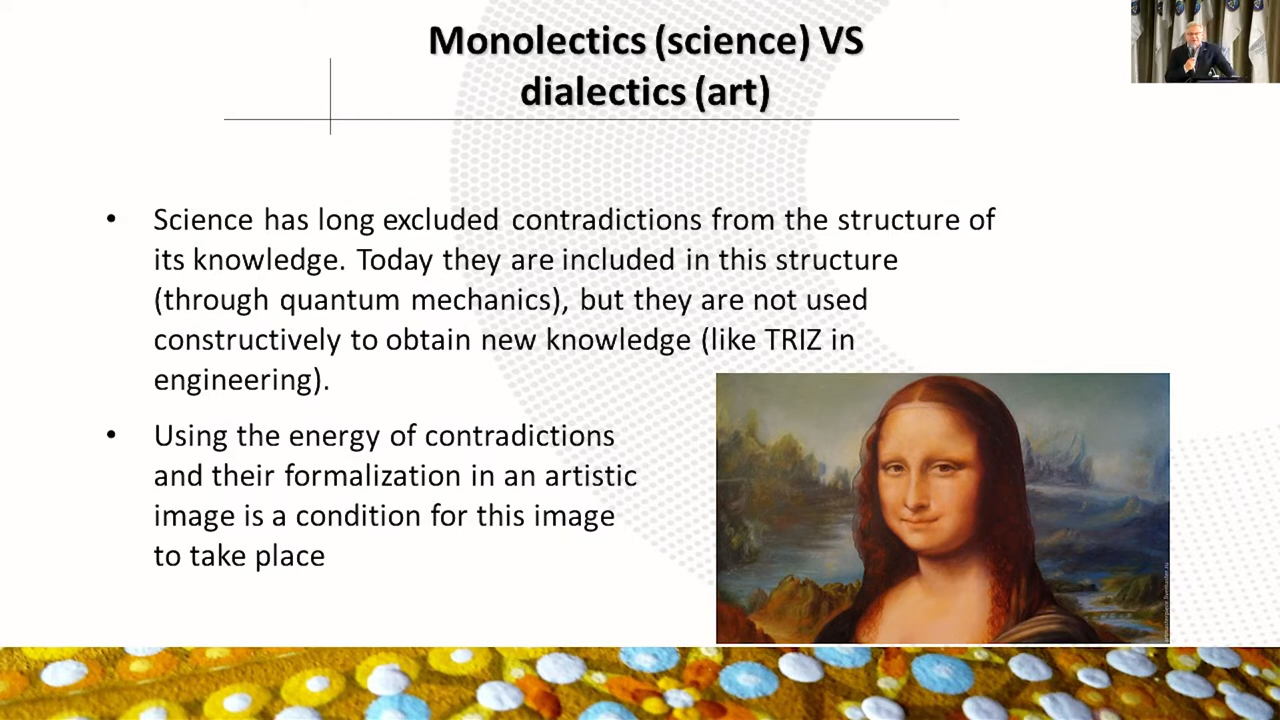 Monolectics (science) VS
dialectics (art)
• Science has long excluded contradictions from the structure of
its knowledge. Today they are included in this structure
(through quantum mechanics), but they are not used
constructively to obtain new knowledge (like TRIZ in
engineering).
• Using the energy of contradictions
and their formalization in an artistic
image is a condition for this image
to take place